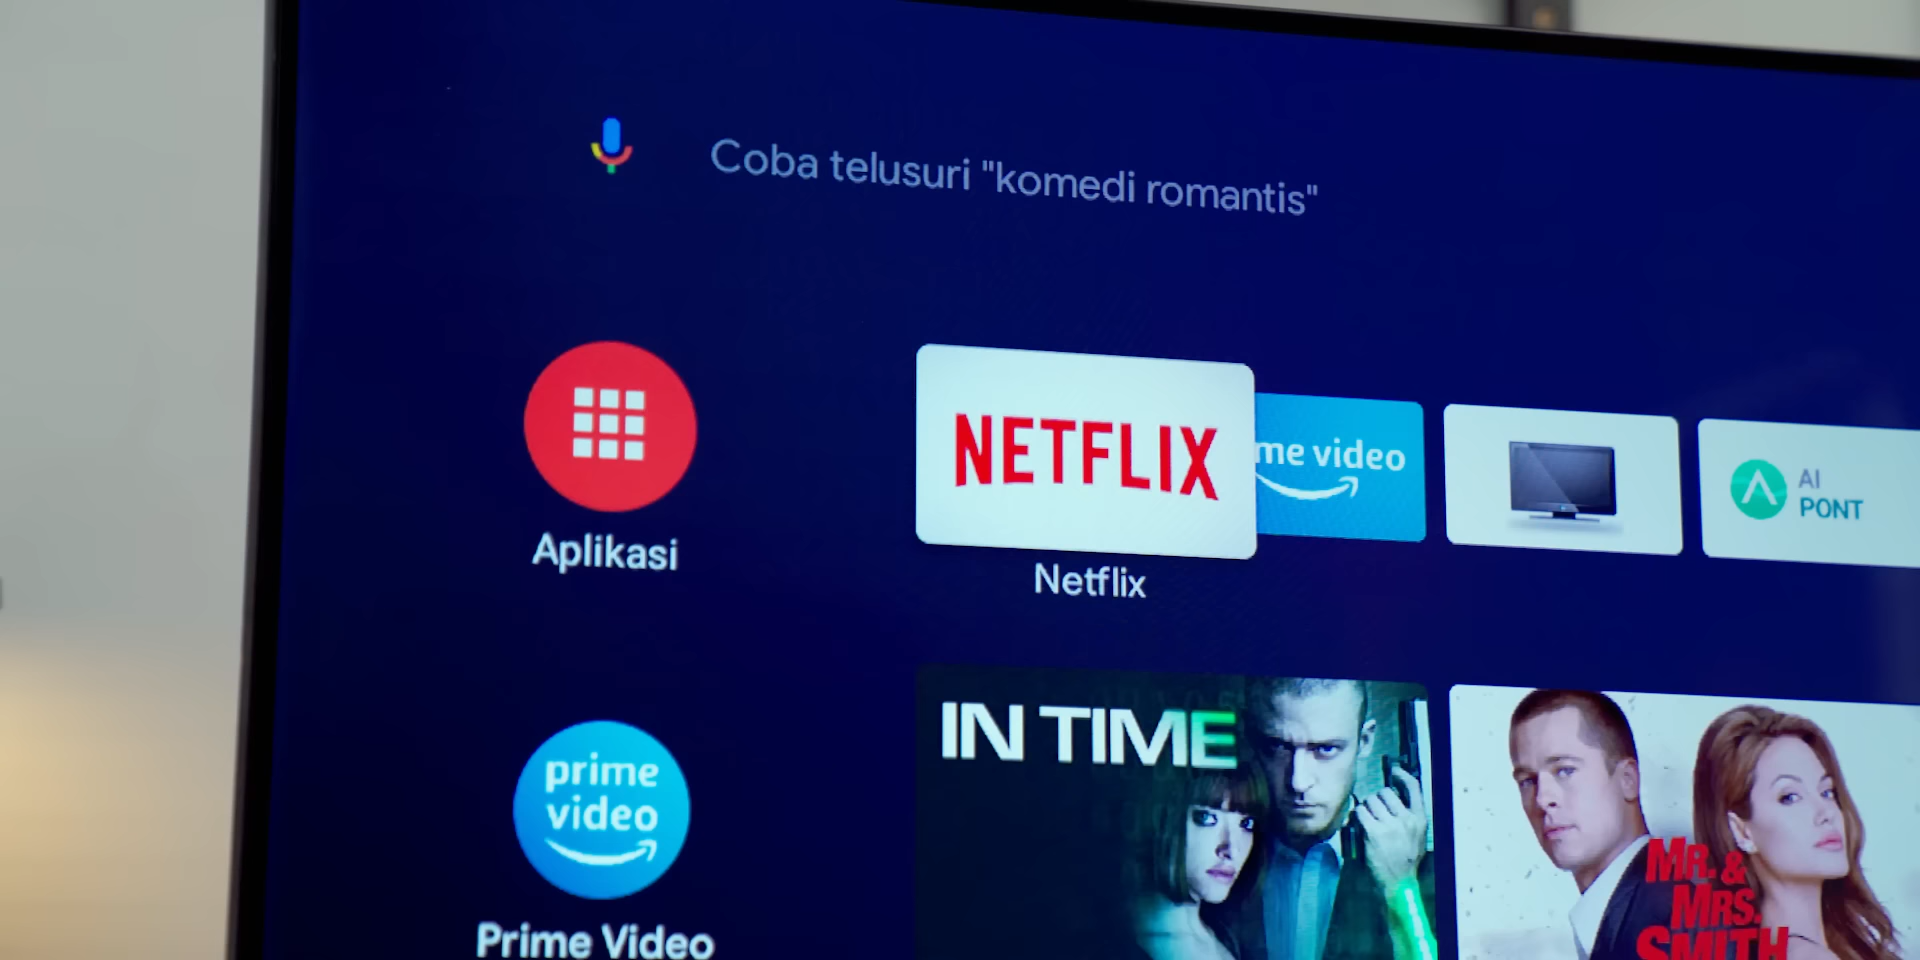 Coba telusuri "komedi romantis"
NETFLIX
me video
AI
PONT
Aplikasi
Netflix
IN TIME
prime
video
MR. &
MRS.
SMITH
Prime Video